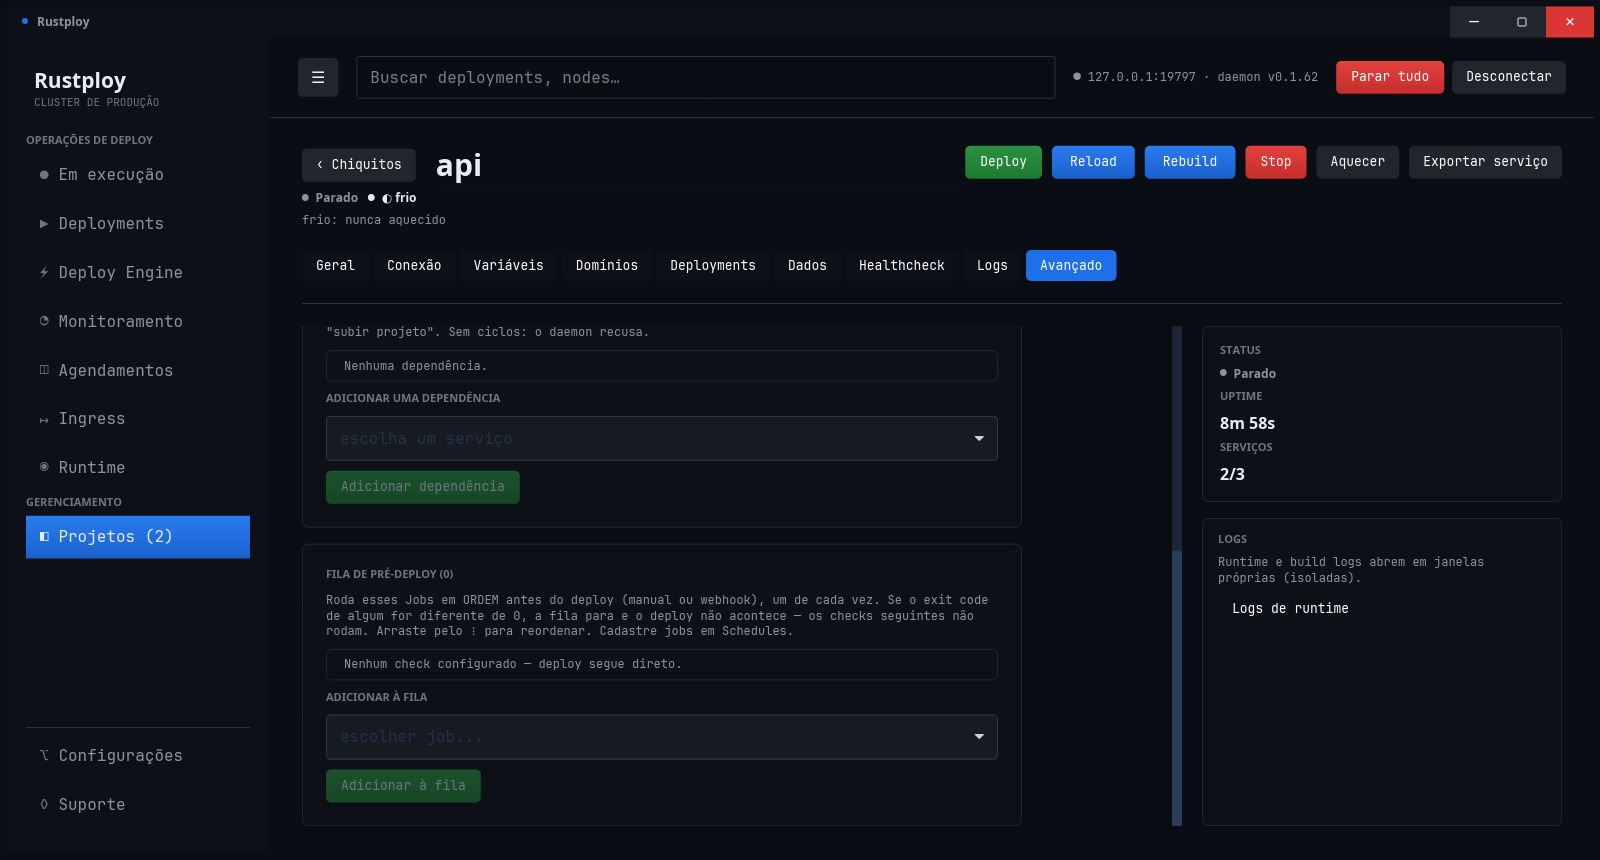 Rustploy
Rustploy
CLUSTER DE PRODUÇÃO
OPERAÇÕES DE DEPLOY
Em execução
Deployments
Deploy Engine
Monitoramento
Agendamentos
Ingress
Runtime
GERENCIAMENTO
Projetos (2)
Configurações
Suporte
Buscar deployments, nodes…
127.0.0.1:19797 · daemon v0.1.62
Parar tudo
Desconectar
‹ Chiquitos
api
Deploy
Reload
Rebuild
Stop
Aquecer
Exportar serviço
Parado
frio
frio: nunca aquecido
Geral
Conexão
Variáveis
Domínios
Deployments
Dados
Healthcheck
Logs
Avançado
"subir projeto". Sem ciclos: o daemon recusa.
Nenhuma dependência.
ADICIONAR UMA DEPENDÊNCIA
escolha um serviço
Adicionar dependência
FILA DE PRÉ-DEPLOY (0)
Roda esses Jobs em ORDEM antes do deploy (manual ou webhook), um de cada vez. Se o exit code
de algum for diferente de 0, a fila para e o deploy não acontece — os checks seguintes não
rodam. Arraste pelo ⋮ para reordenar. Cadastre jobs em Schedules.
Nenhum check configurado — deploy segue direto.
ADICIONAR À FILA
escolher job...
Adicionar à fila
STATUS
Parado
UPTIME
8m 58s
SERVIÇOS
2/3
LOGS
Runtime e build logs abrem em janelas
próprias (isoladas).
Logs de runtime